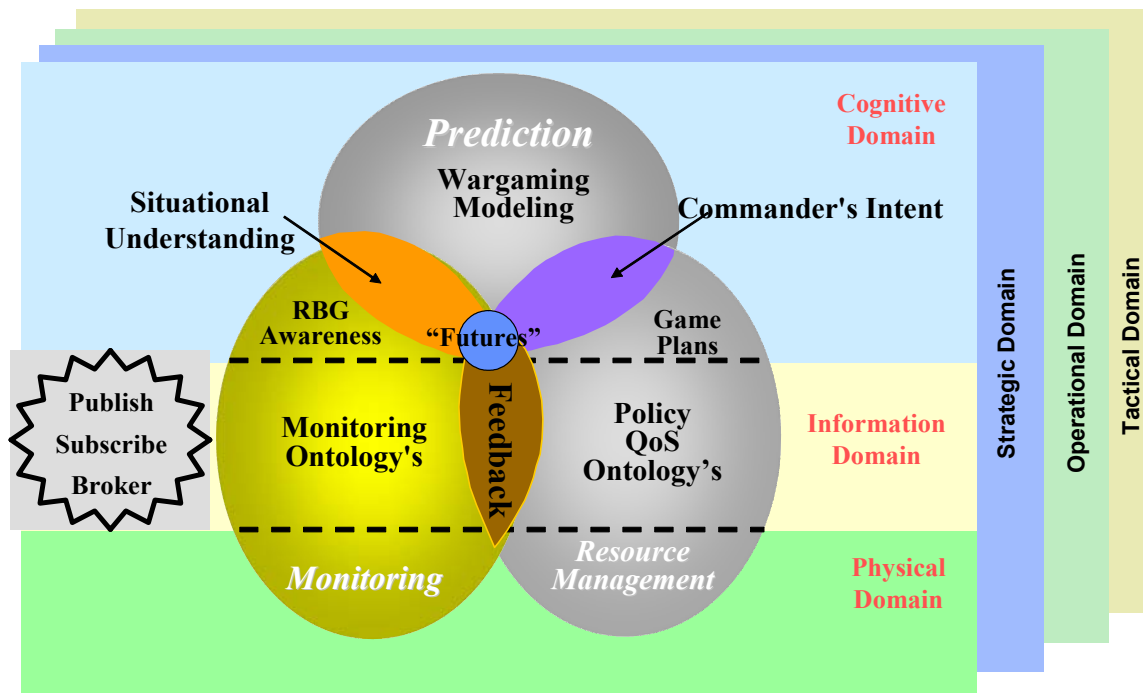 Cognitive
Domain
Prediction
Wargaming
Modeling
Situational
Understanding
Commander's Intent
RBG
Awareness
“Futures”
Game
Plans
Publish
Subscribe
Broker
Monitoring
Ontology's
Feedback
Policy
QoS
Ontology’s
Information
Domain
Monitoring
Resource
Management
Physical
Domain
Strategic Domain
Operational Domain
Tactical Domain